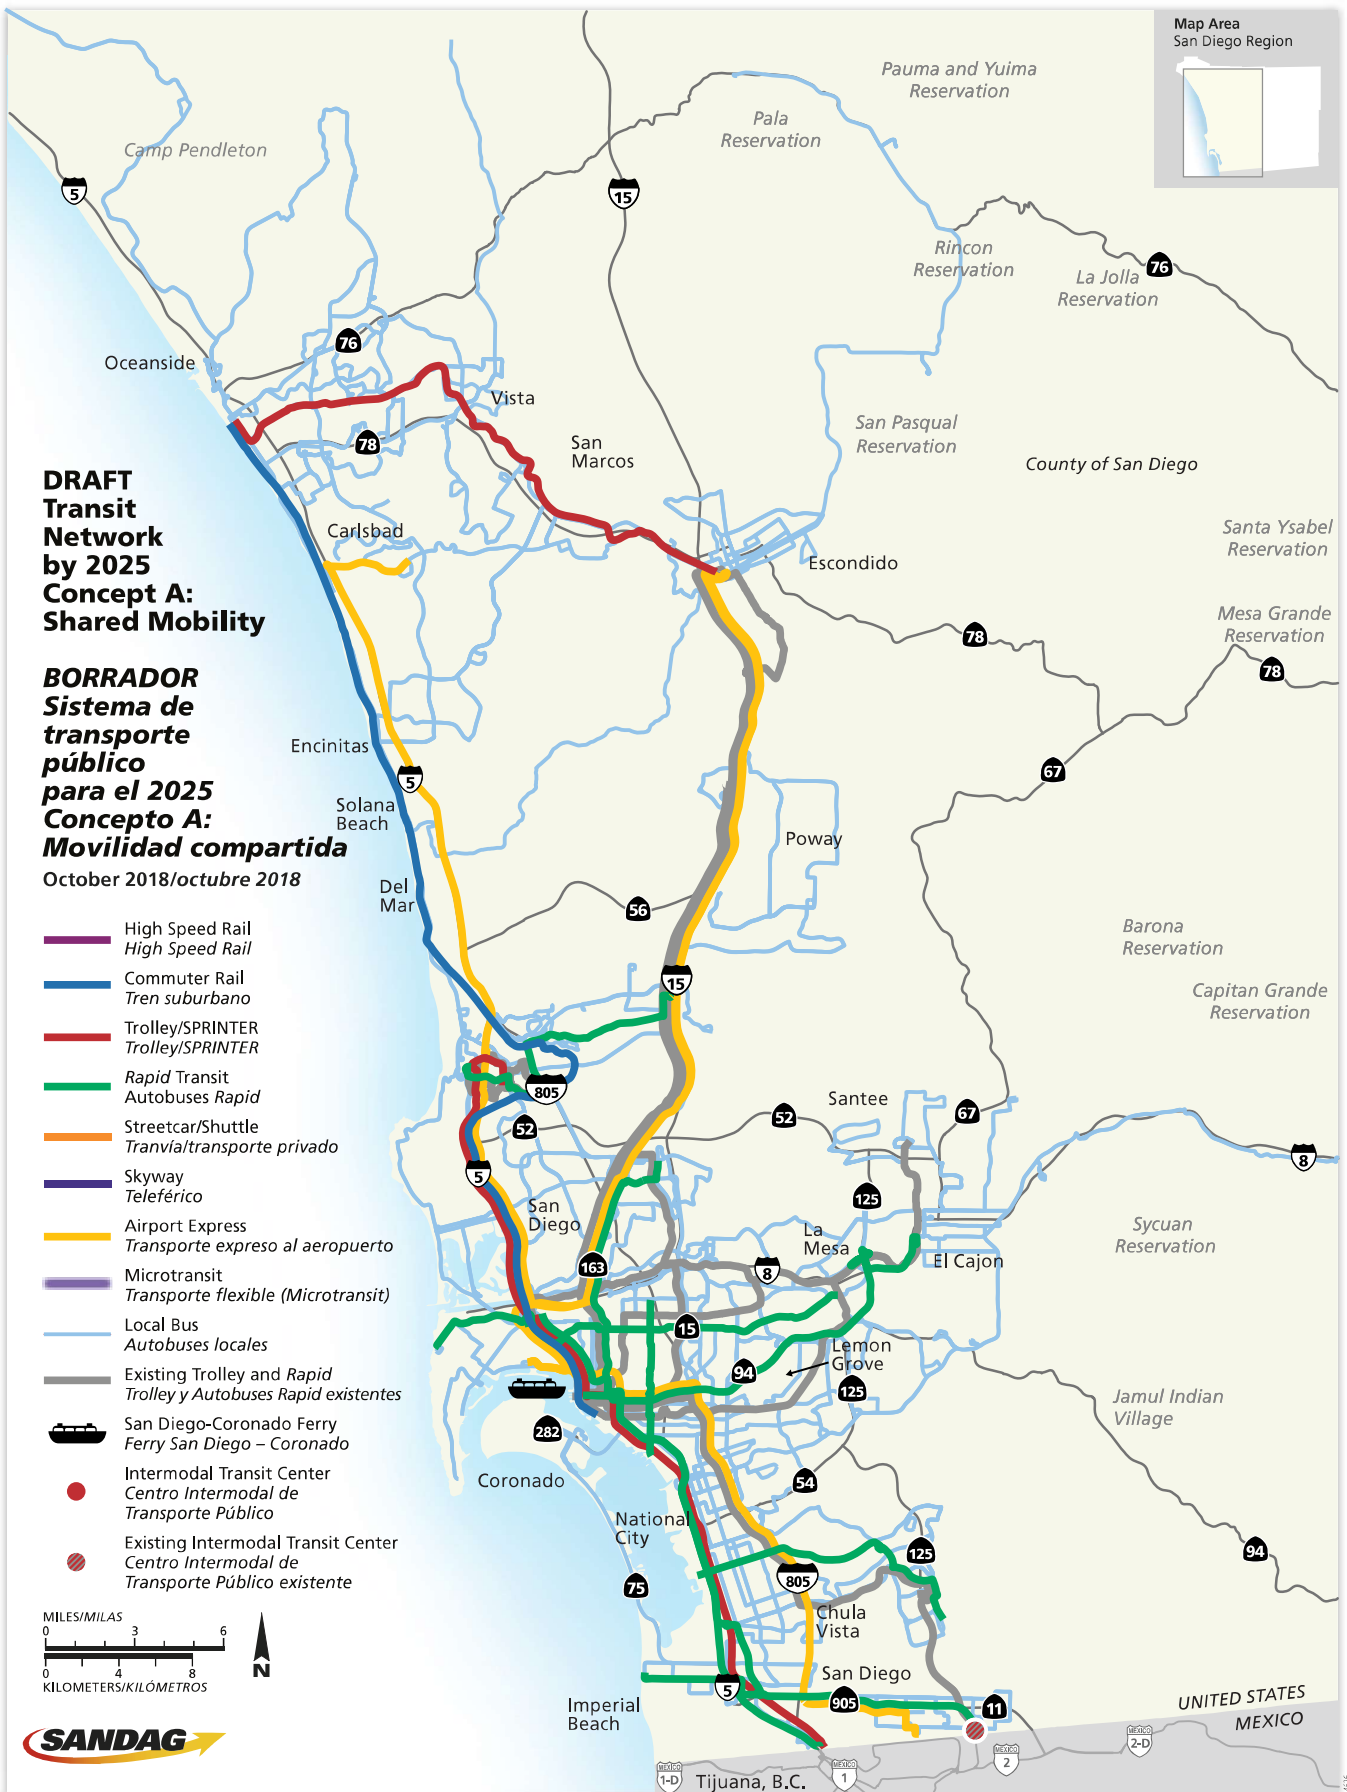 Map Area
San Diego Region
Pauma and Yuima
Reservation
Pala
Reservation
Camp Pendleton
5
15
Rincon
Reservation
La Jolla
Reservation
76
76
Oceanside
Vista
78
San
Marcos
San Pasqual
Reservation
County of San Diego
Santa Ysabel
Reservation
Mesa Grande
Reservation
Carlsbad
Escondido
78
78
67
DRAFT
Transit
Network
by 2025
Concept A:
Shared Mobility
BORRADOR
Sistema de
transporte
público
para el 2025
Concepto A:
Movilidad compartida
October 2018/octubre 2018
Encinitas
5
Solana
Beach
Poway
Del
Mar
56
15
Barona
Reservation
Capitan Grande
Reservation
High Speed Rail
High Speed Rail
Commuter Rail
Tren suburbano
Trolley/SPRINTER
Trolley/SPRINTER
Rapid Transit
Autobuses Rapid
Streetcar/Shuttle
Tranvía/transporte privado
Skyway
Teleférico
Airport Express
Transporte expreso al aeropuerto
Microtransit
Transporte flexible (Microtransit)
Local Bus
Autobuses locales
Existing Trolley and Rapid
Trolley y Autobuses Rapid existentes
San Diego-Coronado Ferry
Ferry San Diego – Coronado
Intermodal Transit Center
Centro Intermodal de
Transporte Público
Existing Intermodal Transit Center
Centro Intermodal de
Transporte Público existente
805
52
52
Santee
67
8
5
San
Diego
125
La
Mesa
Sycuan
Reservation
163
8
El Cajon
15
Lemon
Grove
94
125
Jamul Indian
Village
282
Coronado
54
National
City
125
94
75
805
Chula
Vista
San Diego
5
905
11
Imperial
Beach
UNITED STATES
MEXICO
MEXICO
1-D
Tijuana, B.C.
MEXICO
1
MEXICO
2
MEXICO
2-D
MILES/MILAS
0 3 6
0 4 8
KILOMETERS/KILÓMETROS
N
SANDAG